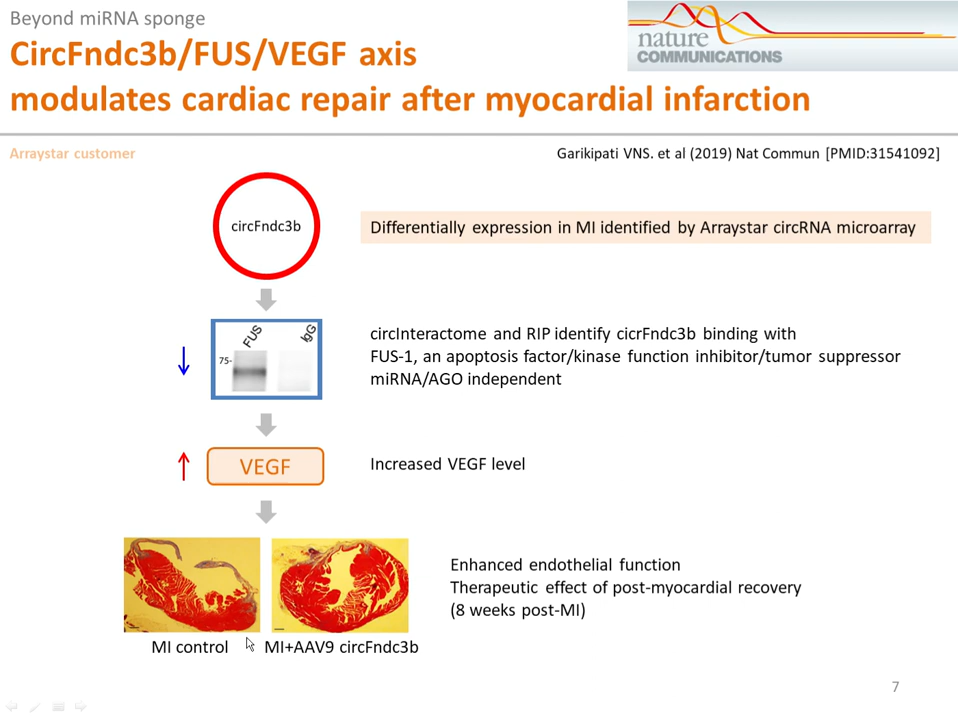 Beyond miRNA sponge
CircFndc3b/FUS/VEGF axis
modulates cardiac repair after myocardial infarction
nature
COMMUNICATIONS
Arraystar customer
Garikipati VNS. et al (2019) Nat Commun [PMID:31541092]
circFndc3b
Differentially expression in MI identified by Arraystar circRNA microarray
FUS
IgG
75-
circInteractome and RIP identify cicrFndc3b binding with
FUS-1, an apoptosis factor/kinase function inhibitor/tumor suppressor
miRNA/AGO independent
VEGF
Increased VEGF level
Enhanced endothelial function
Therapeutic effect of post-myocardial recovery
(8 weeks post-MI)
MI control
MI+AAV9 circFndc3b
7